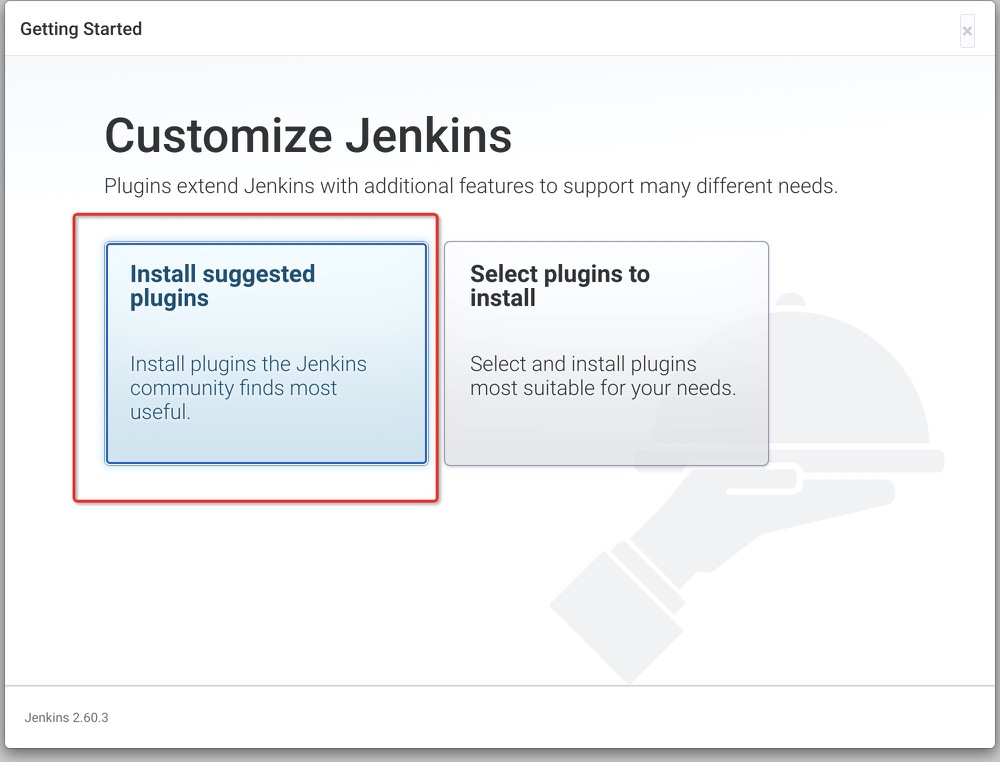 Getting Started
×
Customize Jenkins
Plugins extend Jenkins with additional features to support many different needs.
Install suggested
plugins
Install plugins the Jenkins
community finds most
useful.
Select plugins to
install
Select and install plugins
most suitable for your needs.
Jenkins 2.60.3